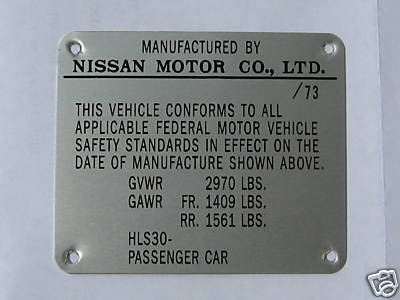 MANUFACTURED BY
NISSAN MOTOR CO., LTD.
/73
THIS VEHICLE CONFORMS TO ALL
APPLICABLE FEDERAL MOTOR VEHICLE
SAFETY STANDARDS IN EFFECT ON THE
DATE OF MANUFACTURE SHOWN ABOVE.
GVWR 2970 LBS.
GAWR FR. 1409 LBS.
RR. 1561 LBS.
HLS30-
PASSENGER CAR
ebY